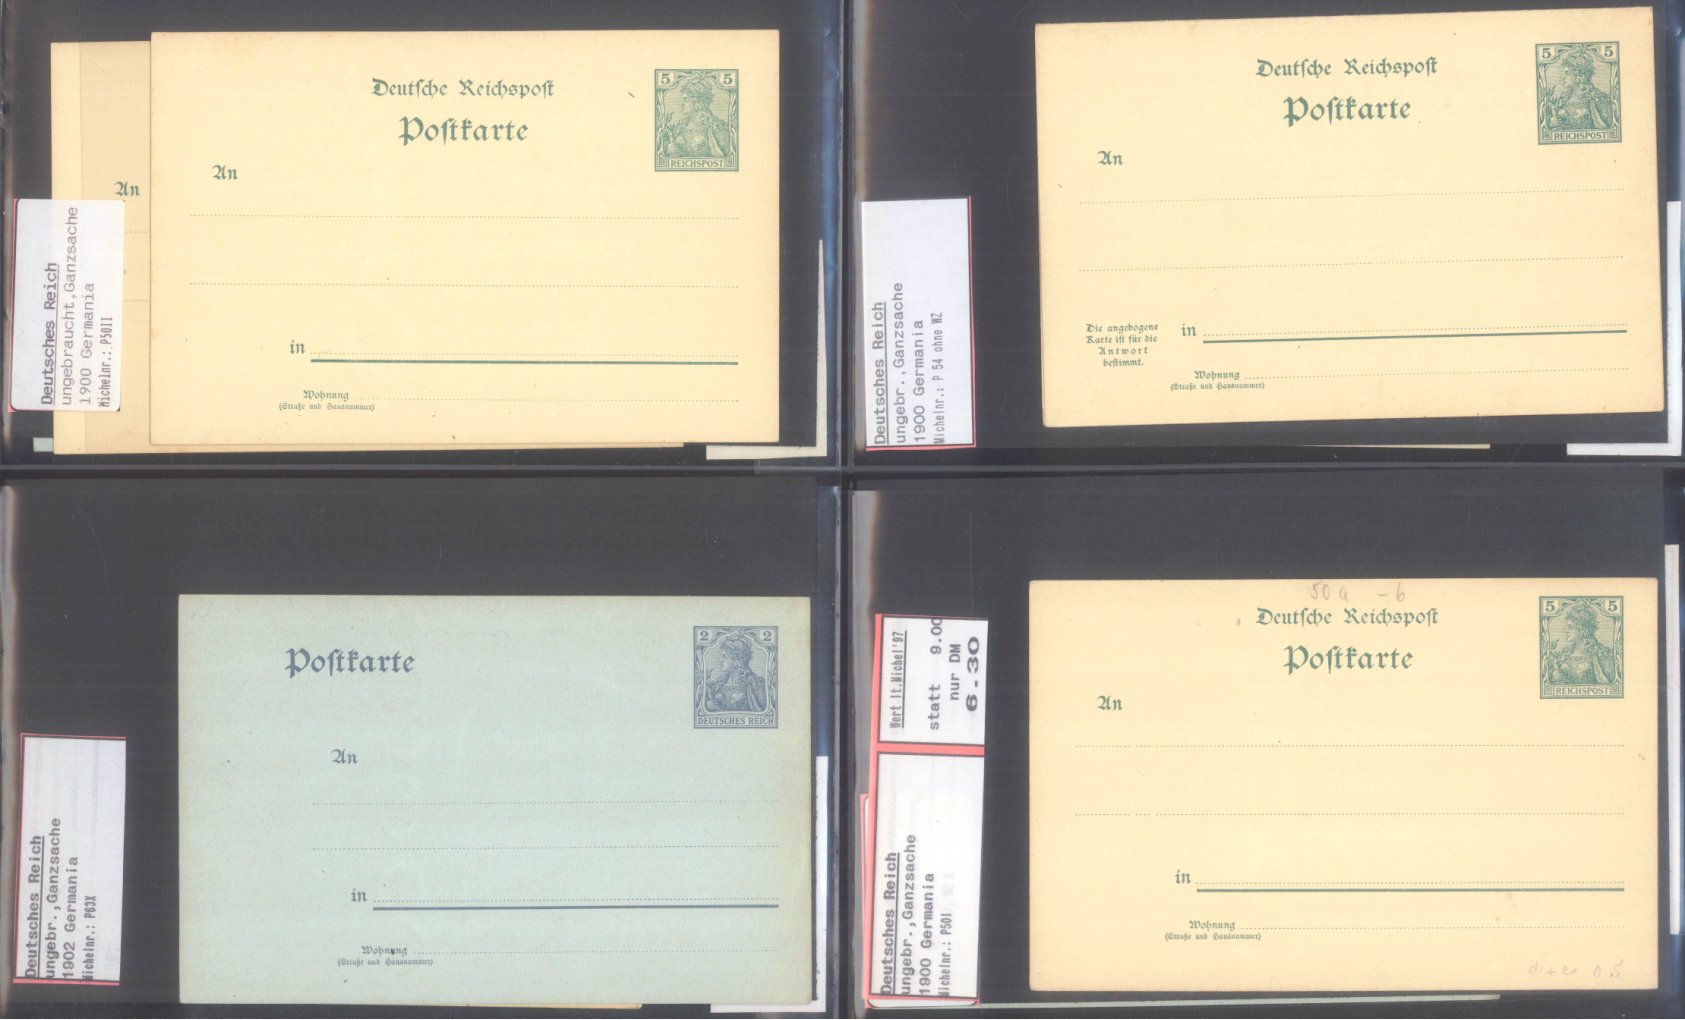 Deutsche Reichspost
Postkarte
5 5
REICHSPOST
An
An
in
Wohnung
(Straße und Hausnummer)
Deutsches Reich
ungebraucht,Ganzsache
1900 Germania
Michelnr.: P50II
Deutsche Reichspost
Postkarte
5 5
REICHSPOST
An
Die angebogene
Karte ist für die
Antwort
bestimmt.
in
Wohnung
(Straße und Hausnummer)
Deutsches Reich
ungebr.,Ganzsache
1900 Germania
Michelnr.: P 54 ohne WZ
Postkarte
2 2
DEUTSCHES REICH
An
in
Wohnung
(Straße und Hausnummer)
Deutsches Reich
ungebr.,Ganzsache
1902 Germania
Michelnr.: P63X
50 a - 6
Deutsche Reichspost
Postkarte
5 5
REICHSPOST
An
in
Wohnung
(Straße und Hausnummer)
Wert lt.Michel'97
statt 9.00
nur DM
6.30
Deutsches Reich
ungebr.,Ganzsache
1900 Germania
Michelnr.: P50I